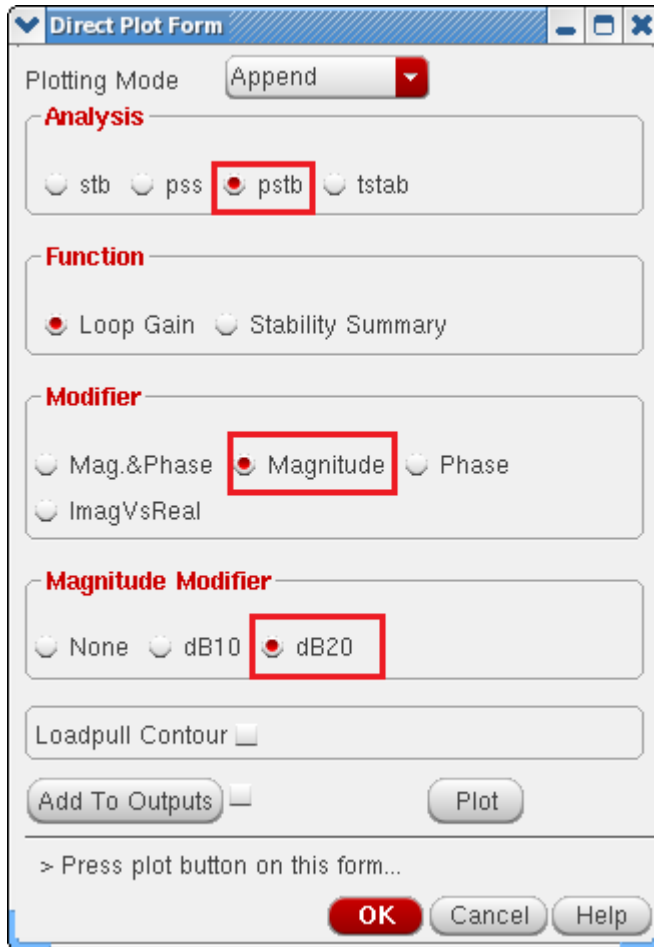 Direct Plot Form
Plotting Mode Append
Analysis
stb pss pstb tstab
Function
Loop Gain Stability Summary
Modifier
Mag.&Phase Magnitude Phase
ImagVsReal
Magnitude Modifier
None dB10 dB20
Loadpull Contour
Add To Outputs Plot
> Press plot button on this form...
OK Cancel Help